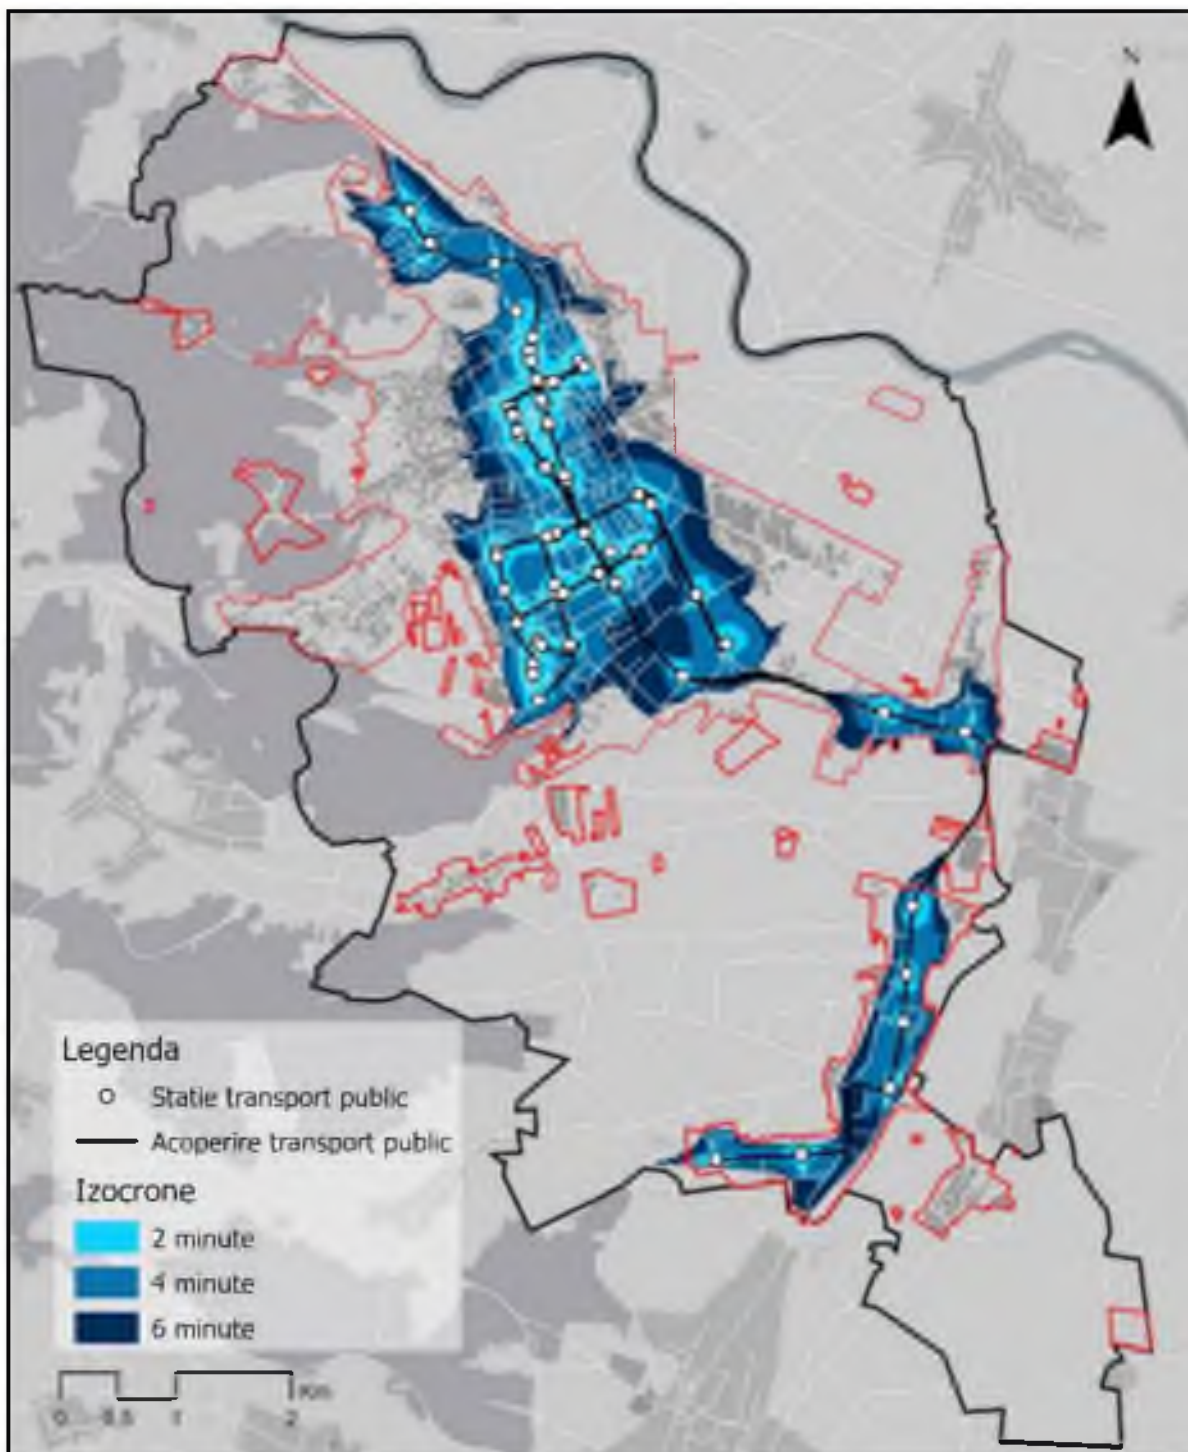 N
Legenda
Statie transport public
Acoperire transport public
Izocrone
2 minute
4 minute
6 minute
Km
0 0,5 1 2